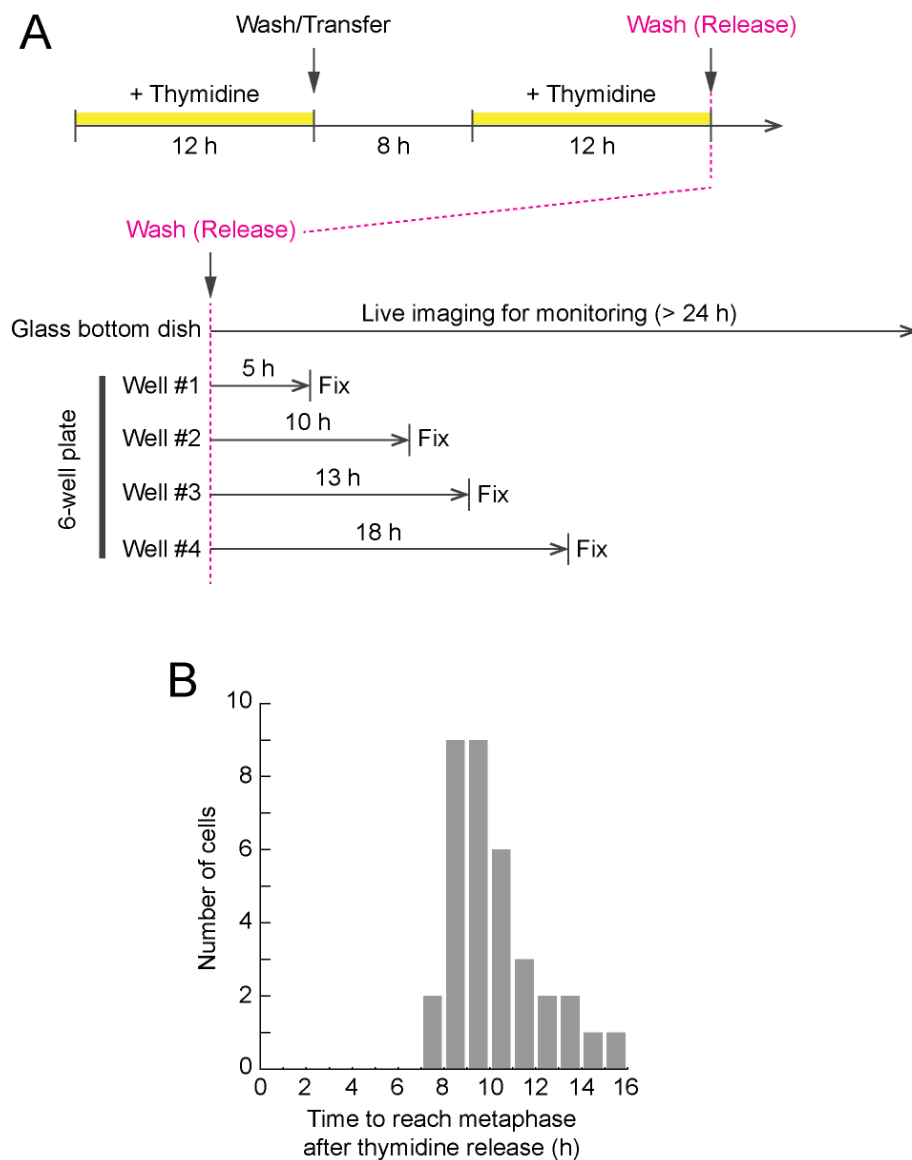 A
Wash/Transfer
Wash (Release)
+ Thymidine
+ Thymidine
12 h
8 h
12 h
Wash (Release)
Glass bottom dish
Live imaging for monitoring (> 24 h)
6-well plate
Well #1
5 h
Fix
Well #2
10 h
Fix
Well #3
13 h
Fix
Well #4
18 h
Fix
B
Number of cells
10
8
6
4
2
0
0 2 4 6 8 10 12 14 16
Time to reach metaphase
after thymidine release (h)